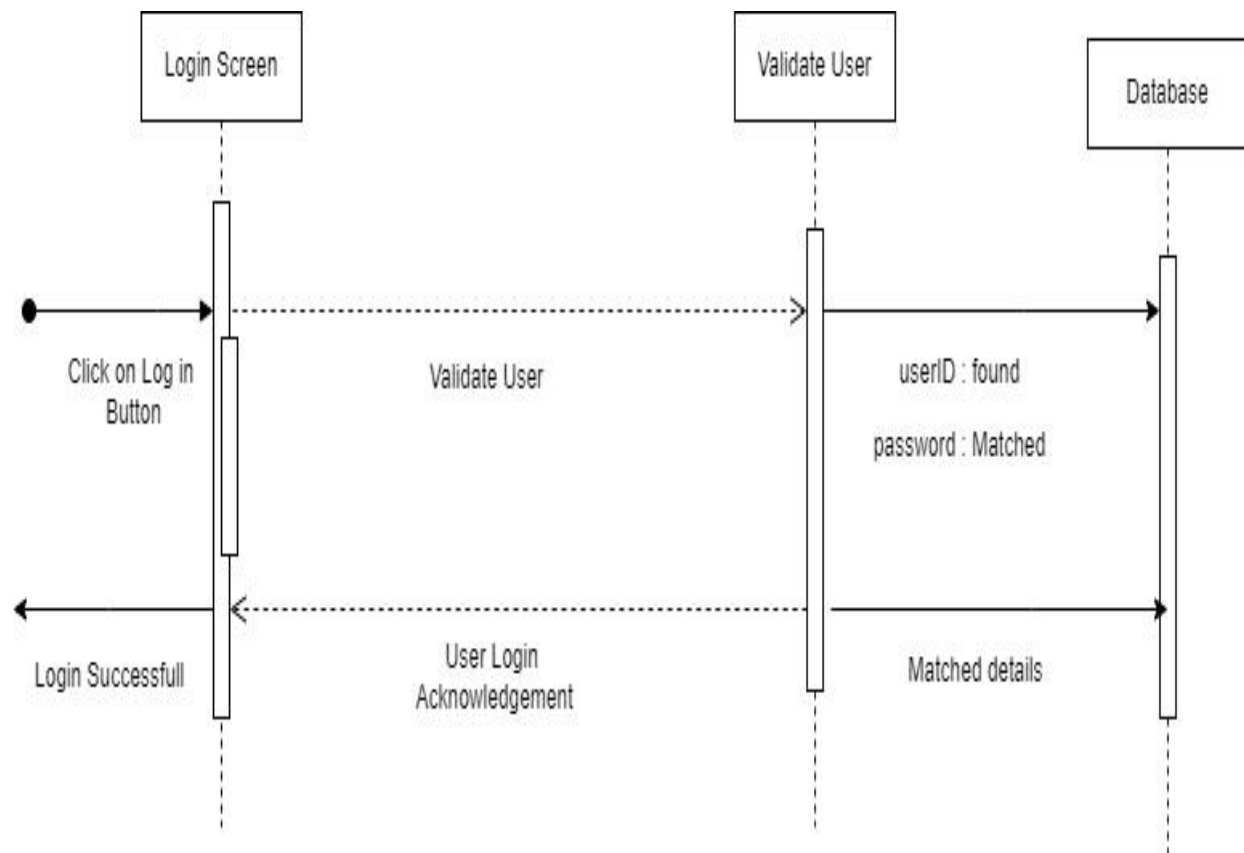 Login Screen
Validate User
Database
Click on Log in
Button
Validate User
userID : found
password : Matched
Login Successfull
User Login
Acknowledgement
Matched details